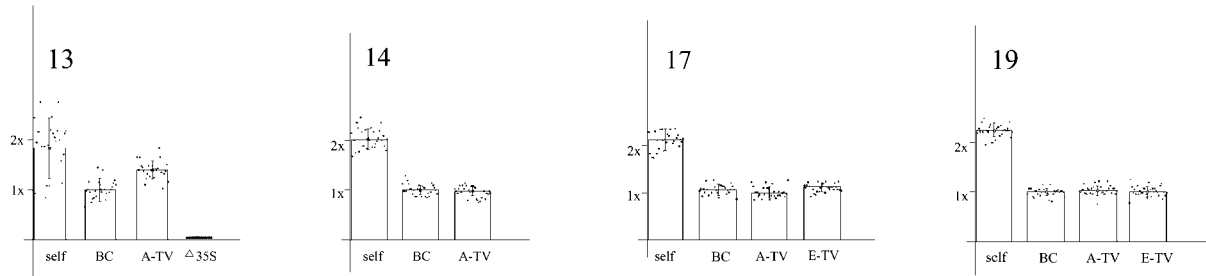 13
2x
1x
self BC A-TV △35S
14
2x
1x
self BC A-TV
17
2x
1x
self BC A-TV E-TV
19
2x
1x
self BC A-TV E-TV